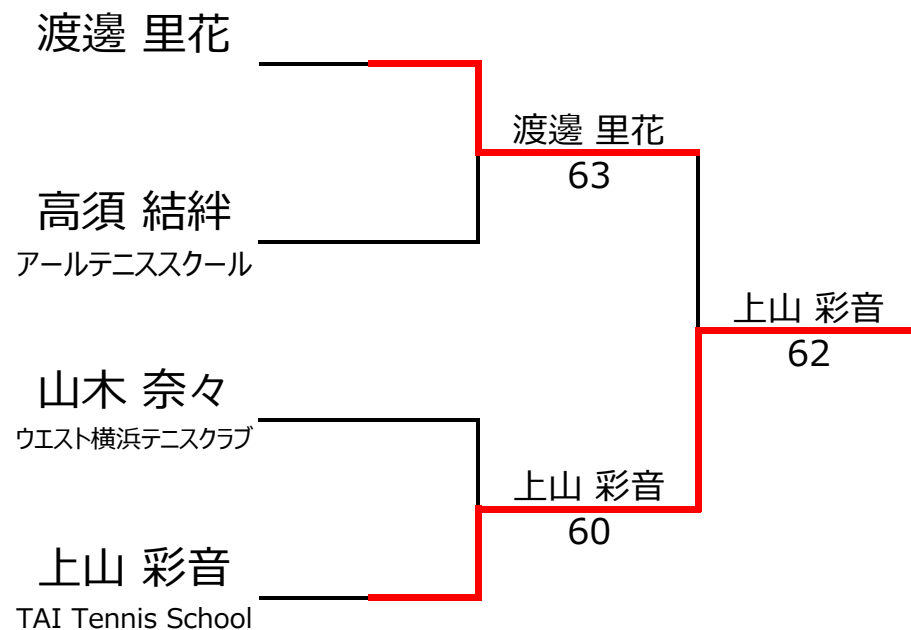 渡邊 里花
高須 結絆
アールテニススクール
山木 奈々
ウエスト横浜テニスクラブ
上山 彩音
TAI Tennis School
渡邊 里花
63
上山 彩音
60
上山 彩音
62